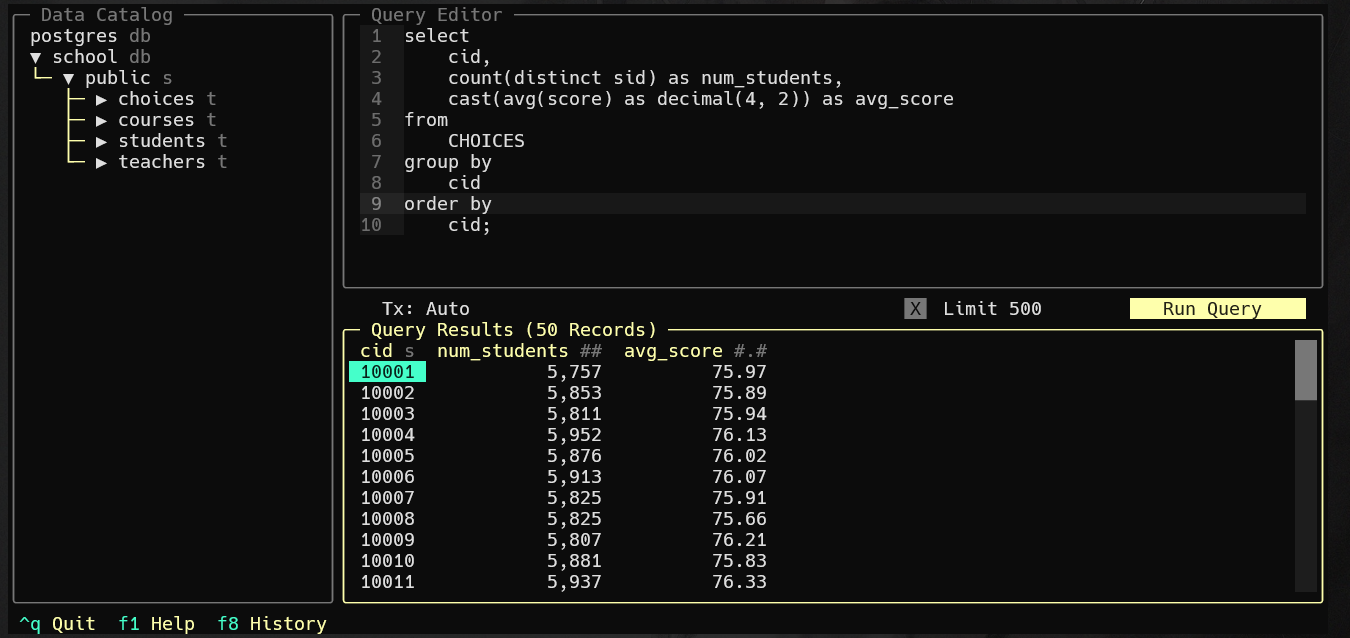 Data Catalog
postgres db
▼ school db
▼ public s
▶ choices t
▶ courses t
▶ students t
▶ teachers t
Query Editor
1 select
2     cid,
3     count(distinct sid) as num_students,
4     cast(avg(score) as decimal(4, 2)) as avg_score
5 from
6     CHOICES
7 group by
8     cid
9 order by
10     cid;
Tx: Auto X Limit 500 Run Query
Query Results (50 Records)
cid s num_students ## avg_score #.#
10001 5,757 75.97
10002 5,853 75.89
10003 5,811 75.94
10004 5,952 76.13
10005 5,876 76.02
10006 5,913 76.07
10007 5,825 75.91
10008 5,825 75.66
10009 5,807 76.21
10010 5,881 75.83
10011 5,937 76.33
^q Quit f1 Help f8 History